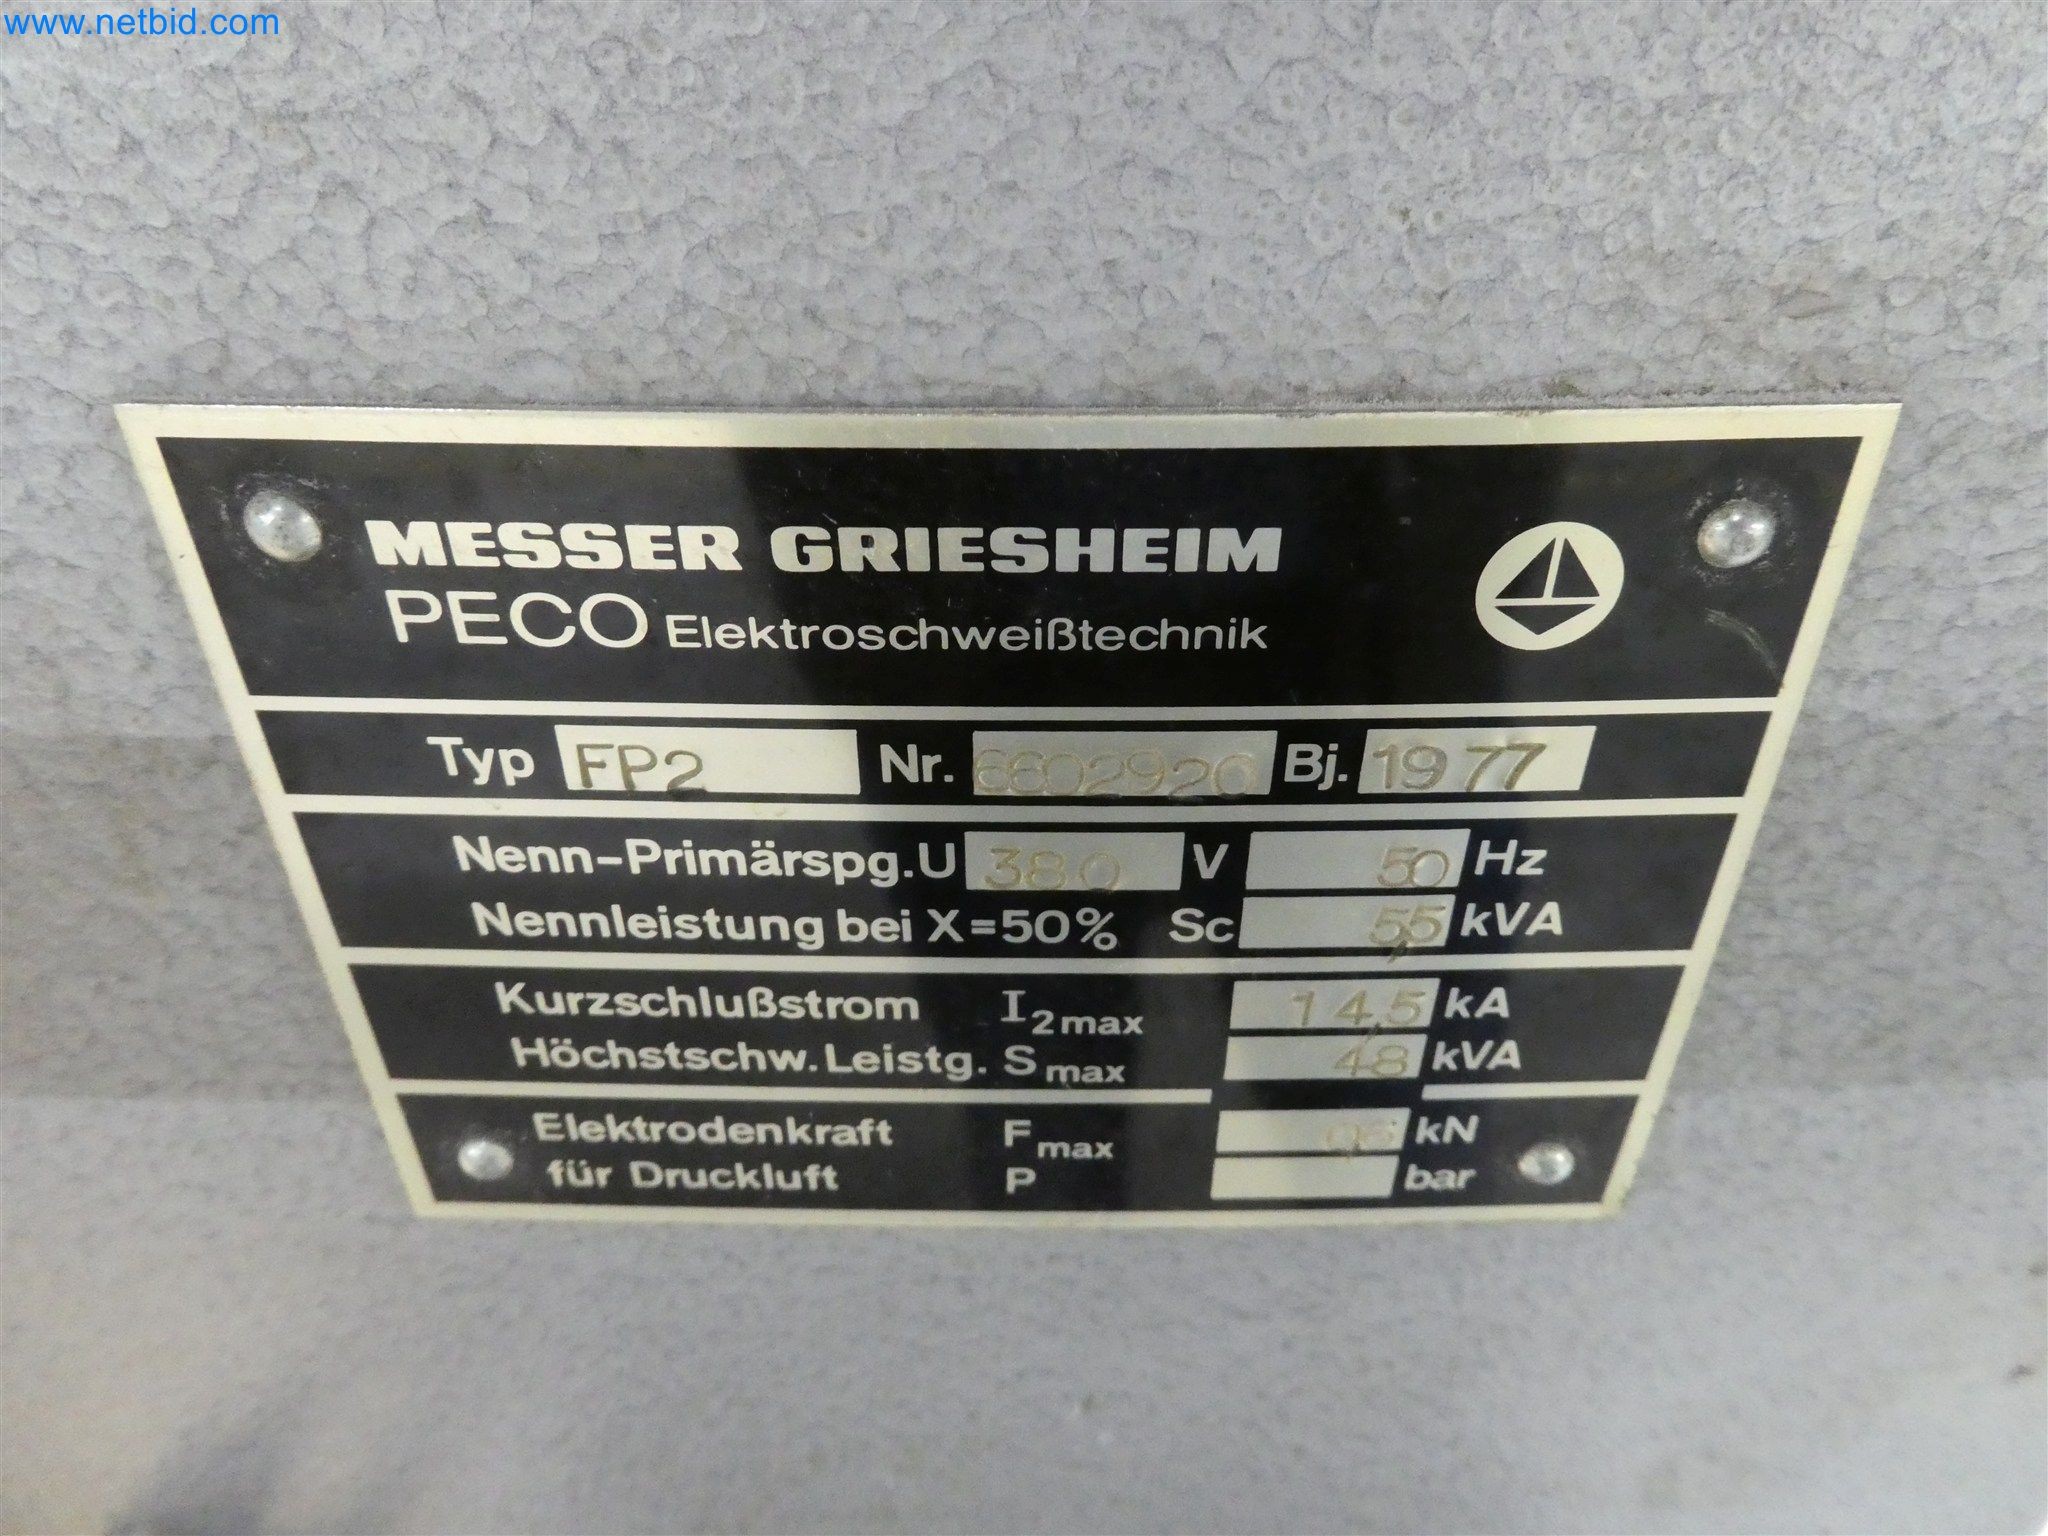 www.netbid.com
MESSER GRIESHEIM
PECO Elektroschweißtechnik
Typ FP2 Nr. 6602920 Bj. 1977
Nenn-Primärspg. U 380 V 50 Hz
Nennleistung bei X=50% Sc 5,5 kVA
Kurzschlußstrom I2max 14,5 kA
Höchstschw. Leistg. Smax 48 kVA
Elektrodenkraft Fmax kN
für Druckluft P bar